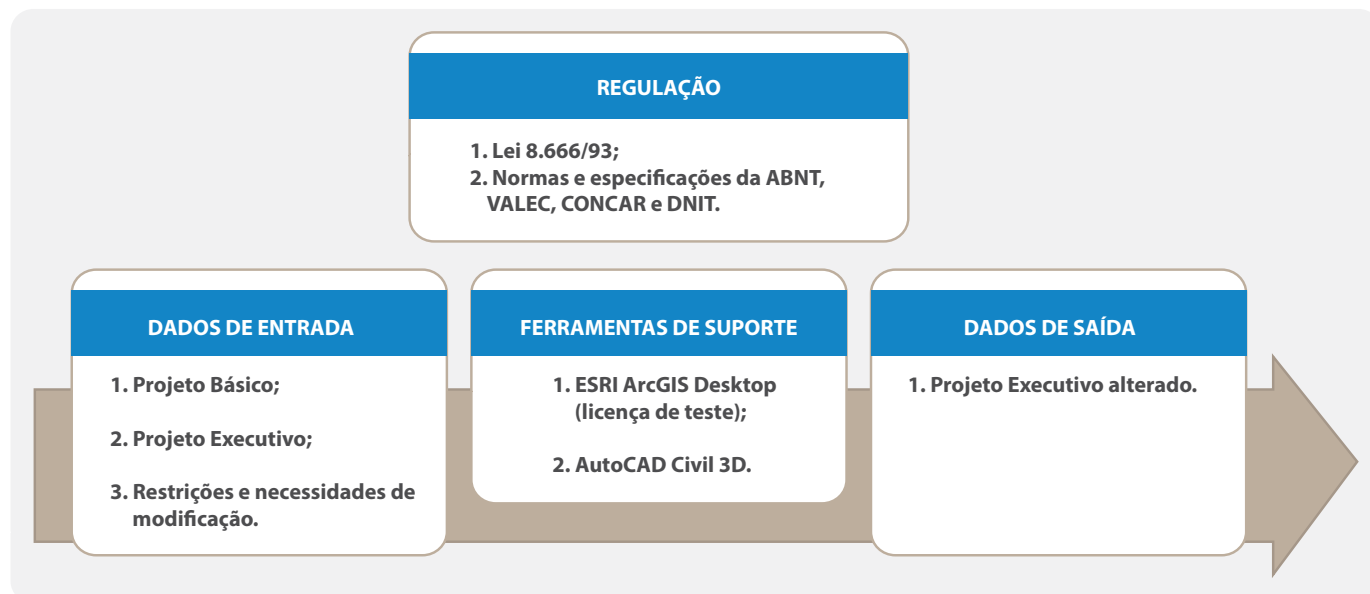 REGULAÇÃO
1. Lei 8.666/93;
2. Normas e especificações da ABNT,
VALEC, CONCAR e DNIT.
DADOS DE ENTRADA
1. Projeto Básico;
2. Projeto Executivo;
3. Restrições e necessidades de
modificação.
FERRAMENTAS DE SUPORTE
1. ESRI ArcGIS Desktop
(licença de teste);
2. AutoCAD Civil 3D.
DADOS DE SAÍDA
1. Projeto Executivo alterado.